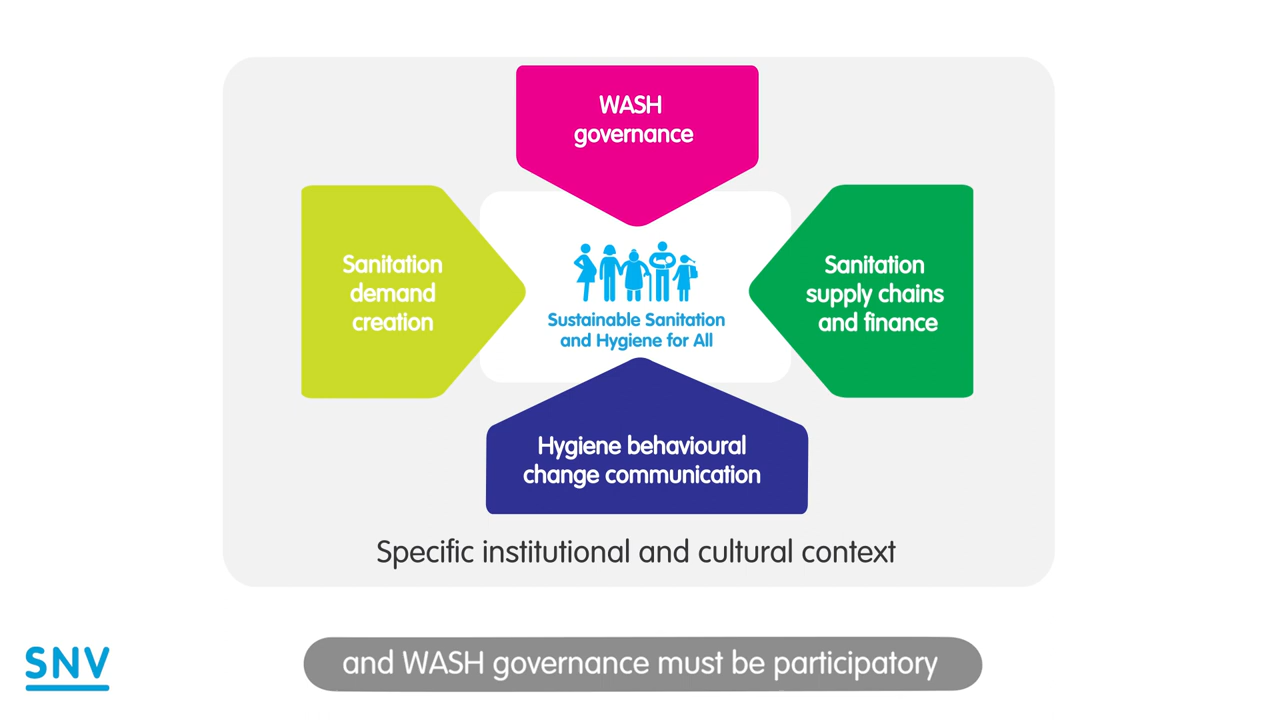 WASH
governance
Sanitation
demand
creation
Sustainable Sanitation
and Hygiene for All
Sanitation
supply chains
and finance
Hygiene behavioural
change communication
Specific institutional and cultural context
SNV
and WASH governance must be participatory